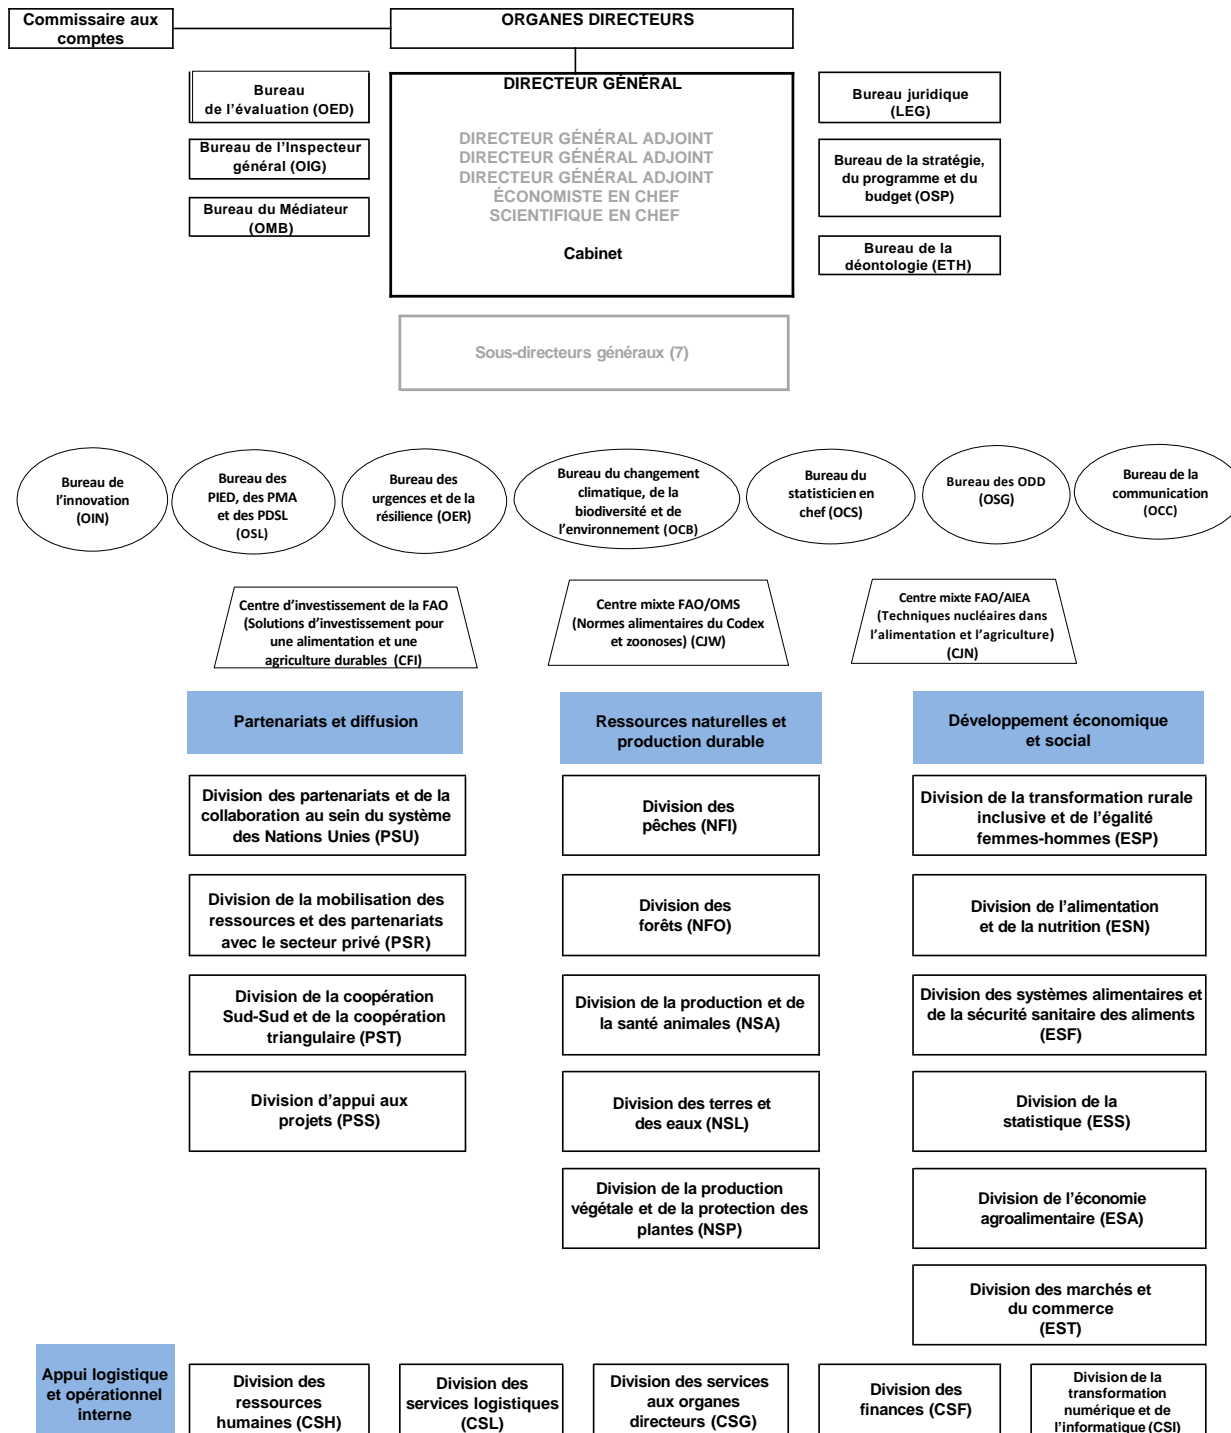 Commissaire aux
comptes
ORGANES DIRECTEURS
Bureau
de l'évaluation (OED)
Bureau de l'Inspecteur
général (OIG)
Bureau du Médiateur
(OMB)
DIRECTEUR GÉNÉRAL
DIRECTEUR GÉNÉRAL ADJOINT
DIRECTEUR GÉNÉRAL ADJOINT
DIRECTEUR GÉNÉRAL ADJOINT
ÉCONOMISTE EN CHEF
SCIENTIFIQUE EN CHEF
Cabinet
Bureau juridique
(LEG)
Bureau de la stratégie,
du programme et du
budget (OSP)
Bureau de la
déontologie (ETH)
Sous-directeurs généraux (7)
Bureau de
l'innovation
(OIN)
Bureau des
PIED, des PMA
et des PDSL
(OSL)
Bureau des
urgences et de la
résilience (OER)
Bureau du changement
climatique, de la
biodiversité et de
l'environnement (OCB)
Bureau du
statisticien en
chef (OCS)
Bureau des ODD
(OSG)
Bureau de la
communication
(OCC)
Centre d'investissement de la FAO
(Solutions d'investissement pour
une alimentation et une
agriculture durables (CFI)
Centre mixte FAO/OMS
(Normes alimentaires du Codex
et zoonoses) (CJW)
Centre mixte FAO/AIEA
(Techniques nucléaires dans
l'alimentation et l'agriculture)
(CJN)
Partenariats et diffusion
Division des partenariats et de la
collaboration au sein du système
des Nations Unies (PSU)
Division de la mobilisation des
ressources et des partenariats
avec le secteur privé (PSR)
Division de la coopération
Sud-Sud et de la coopération
triangulaire (PST)
Division d'appui aux
projets (PSS)
Ressources naturelles et
production durable
Division des
pêches (NFI)
Division des
forêts (NFO)
Division de la production et de
la santé animales (NSA)
Division des terres et
des eaux (NSL)
Division de la production
végétale et de la protection des
plantes (NSP)
Développement économique
et social
Division de la transformation rurale
inclusive et de l'égalité
femmes-hommes (ESP)
Division de l'alimentation
et de la nutrition (ESN)
Division des systèmes alimentaires et
de la sécurité sanitaire des aliments
(ESF)
Division de la
statistique (ESS)
Division de l'économie
agroalimentaire (ESA)
Division des marchés et
du commerce
(EST)
Appui logistique
et opérationnel
interne
Division des
ressources
humaines (CSH)
Division des
services logistiques
(CSL)
Division des services
aux organes
directeurs (CSG)
Division des
finances (CSF)
Division de la
transformation
numérique et de
l'informatique (CSI)